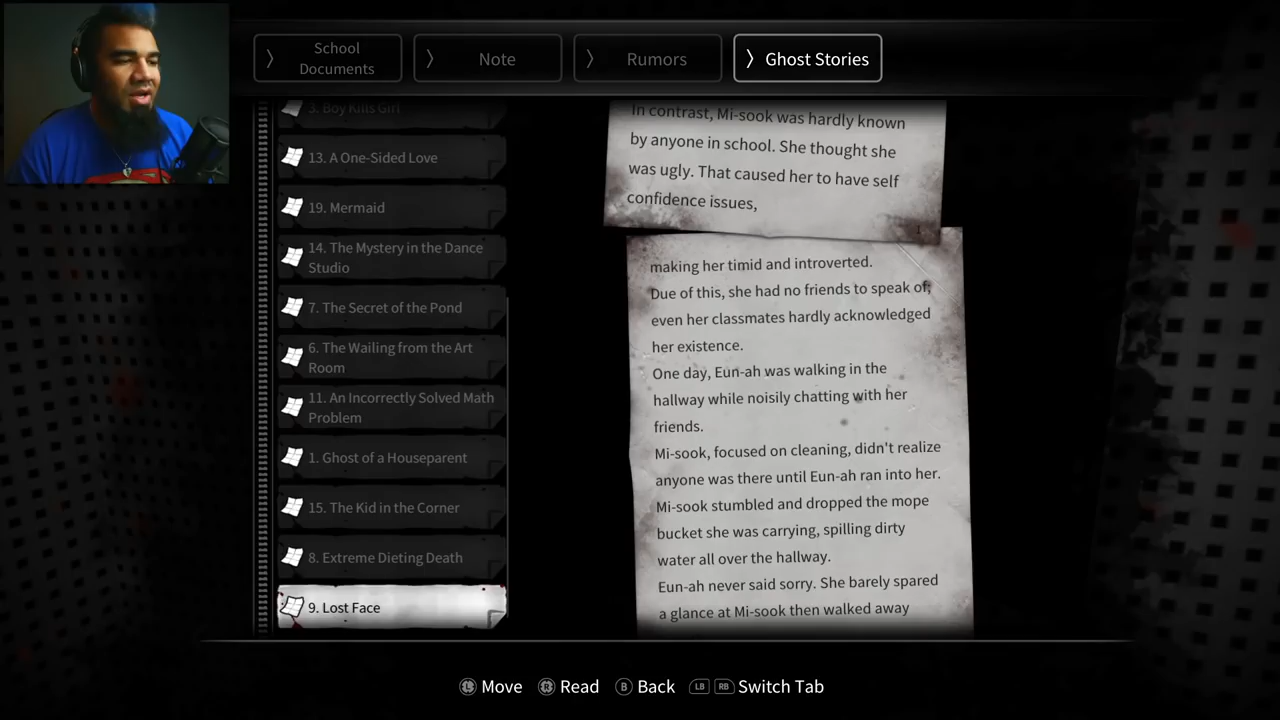 School
Documents
Note
Rumors
Ghost Stories
3. Boy Kills Girl
13. A One-Sided Love
19. Mermaid
14. The Mystery in the Dance
Studio
7. The Secret of the Pond
6. The Wailing from the Art
Room
11. An Incorrectly Solved Math
Problem
1. Ghost of a Houseparent
15. The Kid in the Corner
8. Extreme Dieting Death
9. Lost Face
In contrast, Mi-sook was hardly known
by anyone in school. She thought she
was ugly. That caused her to have self
confidence issues,
making her timid and introverted.
Due of this, she had no friends to speak of;
even her classmates hardly acknowledged
her existence.
One day, Eun-ah was walking in the
hallway while noisily chatting with her
friends.
Mi-sook, focused on cleaning, didn't realize
anyone was there until Eun-ah ran into her.
Mi-sook stumbled and dropped the mope
bucket she was carrying, spilling dirty
water all over the hallway.
Eun-ah never said sorry. She barely spared
a glance at Mi-sook then walked away
L Move
R Read
B Back
LB RB Switch Tab